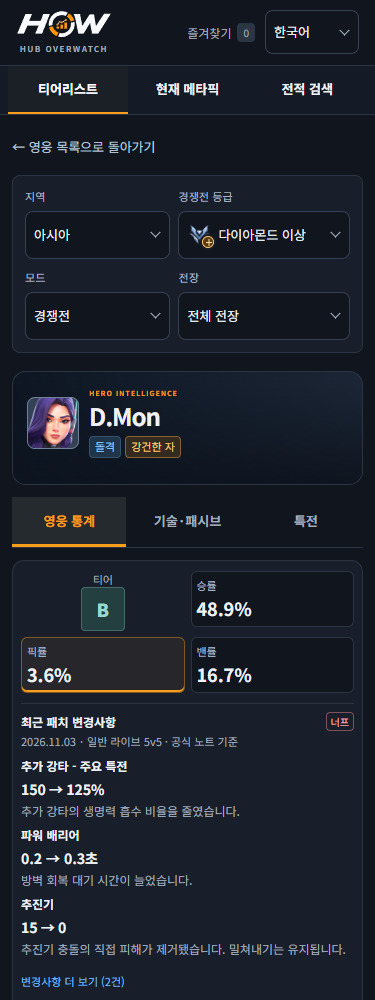 HOW
HUB OVERWATCH
즐겨찾기 0
한국어
티어리스트 현재 메타픽 전적 검색
← 영웅 목록으로 돌아가기
지역 경쟁전 등급
아시아 다이아몬드 이상
모드 전장
경쟁전 전체 전장
HERO INTELLIGENCE
D.Mon
돌격 강건한 자
영웅 통계 기술·패시브 특전
티어
B
승률
48.9%
픽률
3.6%
밴률
16.7%
최근 패치 변경사항 너프
2026.11.03 · 일반 라이브 5v5 · 공식 노트 기준
추가 강타 - 주요 특전
150 → 125%
추가 강타의 생명력 흡수 비율을 줄였습니다.
파워 배리어
0.2 → 0.3초
방벽 회복 대기 시간이 늘었습니다.
추진기
15 → 0
추진기 충돌의 직접 피해가 제거됐습니다. 밀쳐내기는 유지됩니다.
변경사항 더 보기 (2건)